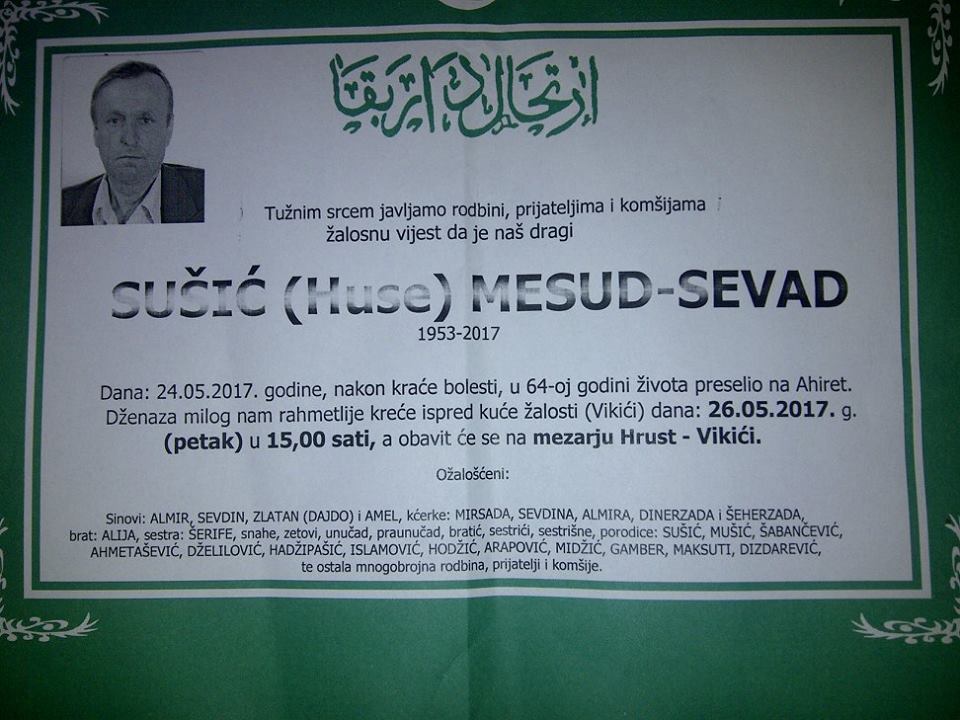 ارتحال دار بقا
Tužnim srcem javljamo rodbini, prijateljima i komšijama
žalosnu vijest da je naš dragi
SUŠIĆ (Huse) MESUD-SEVAD
1953-2017
Dana: 24.05.2017. godine, nakon kraće bolesti, u 64-oj godini života preselio na Ahiret.
Dženaza milog nam rahmetlije kreće ispred kuće žalosti (Vikići) dana: 26.05.2017. g.
(petak) u 15,00 sati, a obavit će se na mezarju Hrust - Vikići.
Ožalošćeni:
Sinovi: ALMIR, SEVDIN, ZLATAN (DAJDO) i AMEL, kćerke: MIRSADA, SEVDINA, ALMIRA, DINERZADA i ŠEHERZADA,
brat: ALIJA, sestra: ŠERIFE, snahe, zetovi, unučad, praunučad, bratić, sestrići, sestrišne, porodice: SUŠIĆ, MUŠIĆ, ŠABANČEVIĆ,
AHMETAŠEVIĆ, DŽELILOVIĆ, HADŽIPAŠIĆ, ISLAMOVIĆ, HODŽIĆ, ARAPOVIĆ, MIDŽIĆ, GAMBER, MAKSUTI, DIZDAREVIĆ,
te ostala mnogobrojna rodbina, prijatelji i komšije.